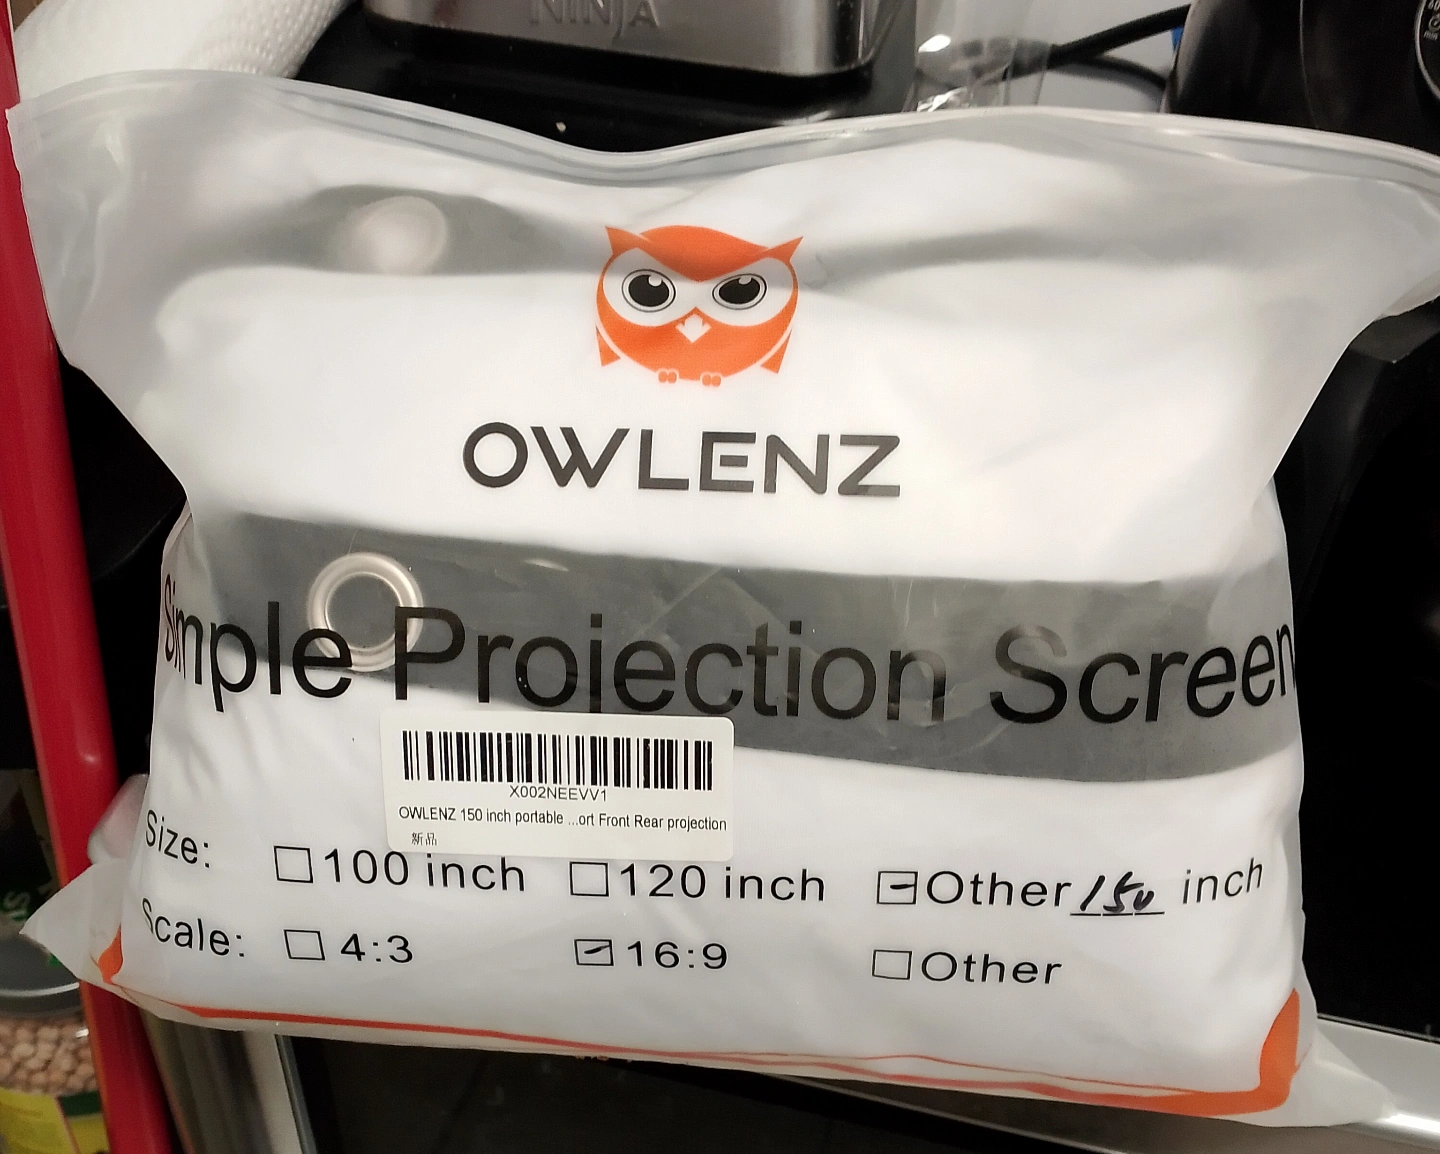 NINJA
OWLENZ
Simple Projection Screen
X002NEEVV1
OWLENZ 150 inch portable ...ort Front Rear projection
新品
Size: 100 inch 120 inch Other 150 inch
Scale: 4:3 16:9 Other